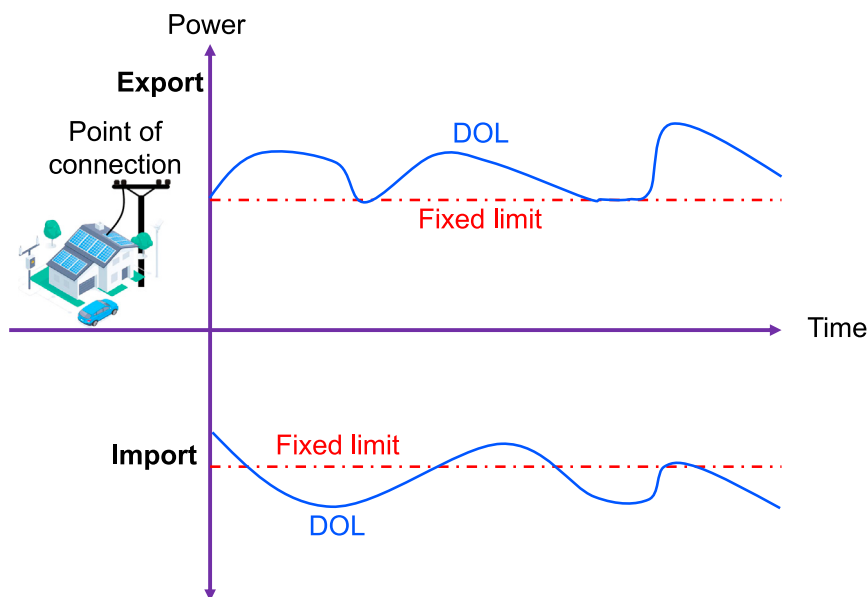 Power
Export
Point of
connection
DOL
Fixed limit
Time
Fixed limit
Import
DOL